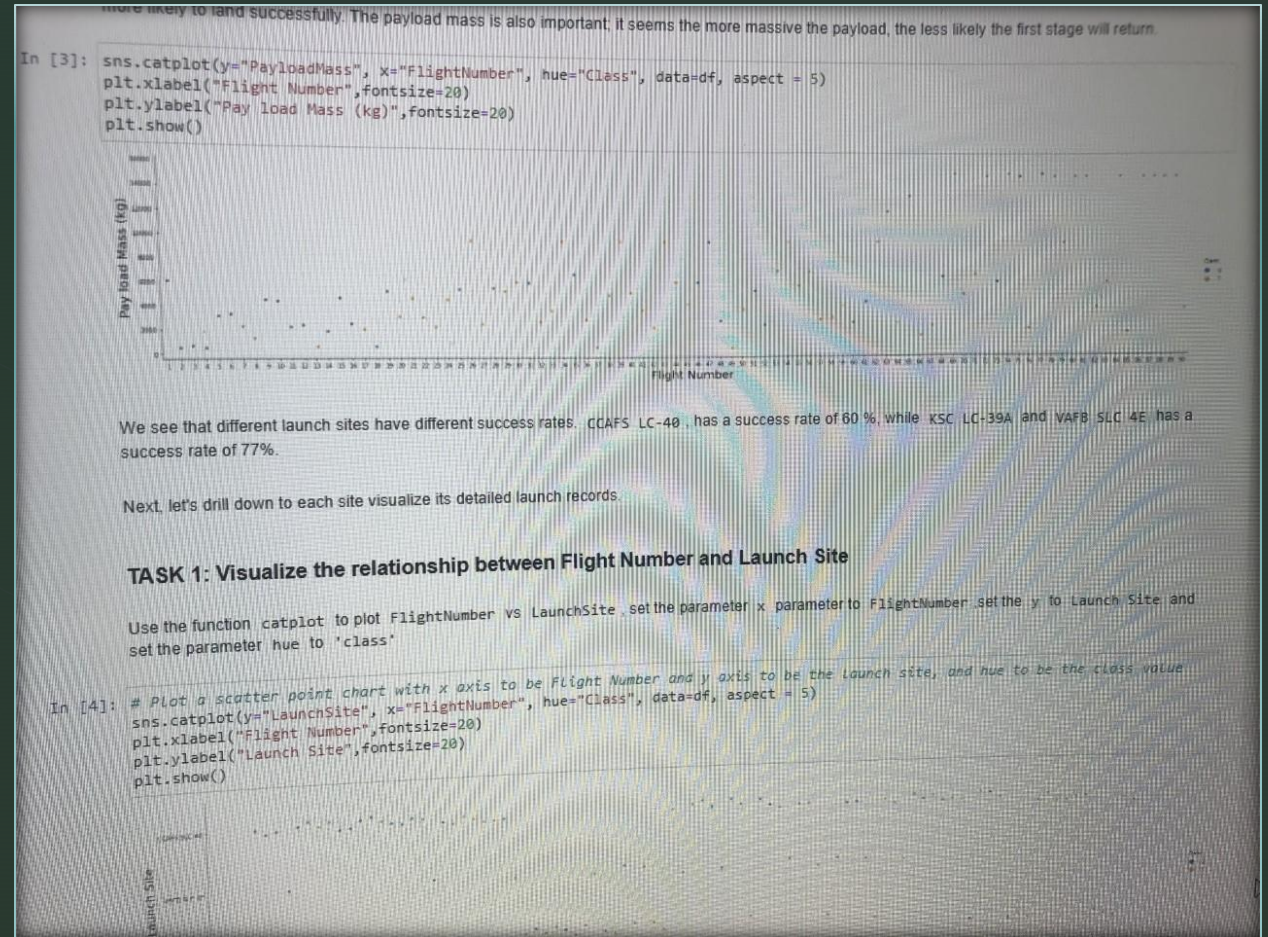 more likely to land successfully. The payload mass is also important; it seems the more massive the payload, the less likely the first stage will return.
In [3]: sns.catplot(y="PayloadMass", x="FlightNumber", hue="Class", data=df, aspect = 5)
plt.xlabel("Flight Number",fontsize=20)
plt.ylabel("Pay load Mass (kg)",fontsize=20)
plt.show()
Pay load Mass (kg)
Flight Number
We see that different launch sites have different success rates. CCAFS LC-40 , has a success rate of 60 %, while KSC LC-39A and VAFB SLC 4E has a
success rate of 77%.
Next, let's drill down to each site visualize its detailed launch records.
TASK 1: Visualize the relationship between Flight Number and Launch Site
Use the function catplot to plot FlightNumber vs LaunchSite , set the parameter x parameter to FlightNumber ,set the y to Launch Site and
set the parameter hue to 'class'
In [4]: # Plot a scatter point chart with x axis to be Flight Number and y axis to be the launch site, and hue to be the class value
sns.catplot(y="LaunchSite", x="FlightNumber", hue="Class", data=df, aspect = 5)
plt.xlabel("Flight Number",fontsize=20)
plt.ylabel("Launch Site",fontsize=20)
plt.show()
Launch Site